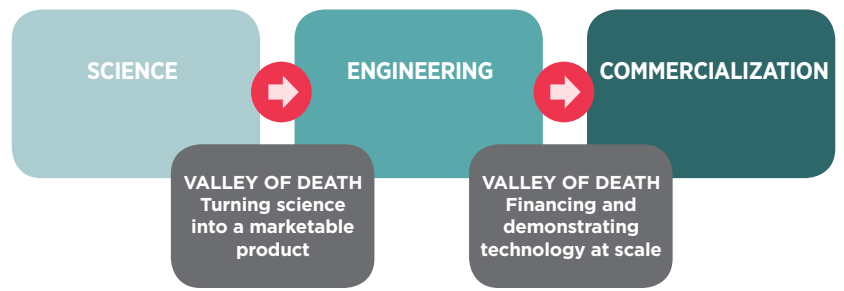 SCIENCE
ENGINEERING
COMMERCIALIZATION
VALLEY OF DEATH
Turning science
into a marketable
product
VALLEY OF DEATH
Financing and
demonstrating
technology at scale